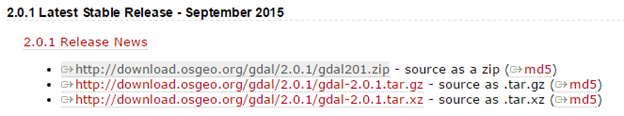 2.0.1 Latest Stable Release - September 2015
2.0.1 Release News
http://download.osgeo.org/gdal/2.0.1/gdal201.zip - source as a zip (md5)
http://download.osgeo.org/gdal/2.0.1/gdal-2.0.1.tar.gz - source as .tar.gz (md5)
http://download.osgeo.org/gdal/2.0.1/gdal-2.0.1.tar.xz - source as .tar.xz (md5)